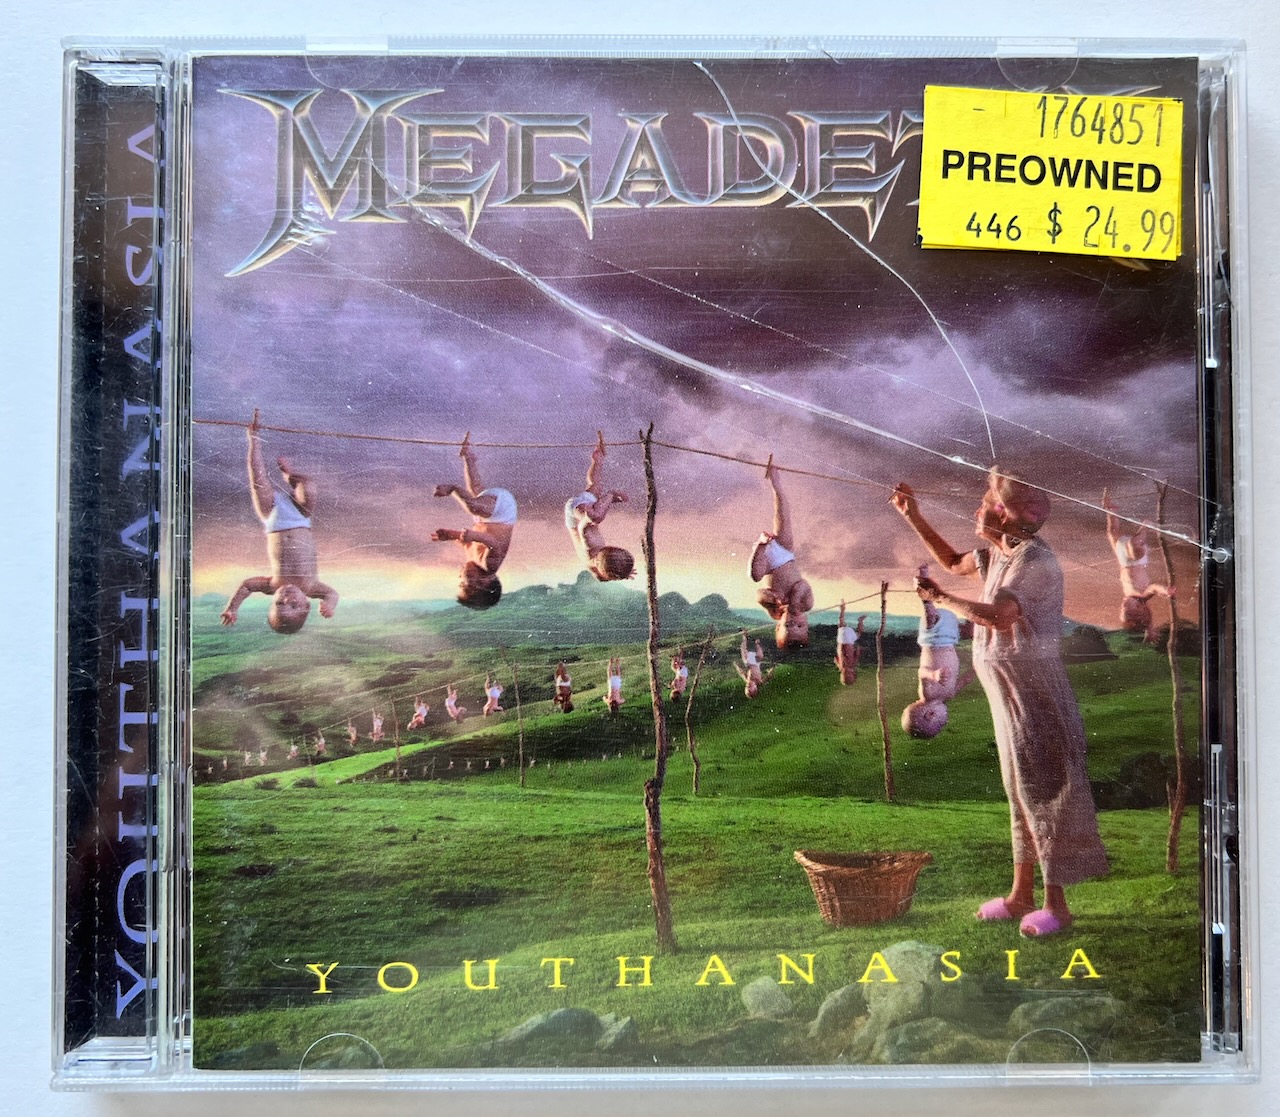 YOUTHANASIA
MEGADET
- 1764851
PREOWNED
446 $ 24.99
YOUTHANASIA